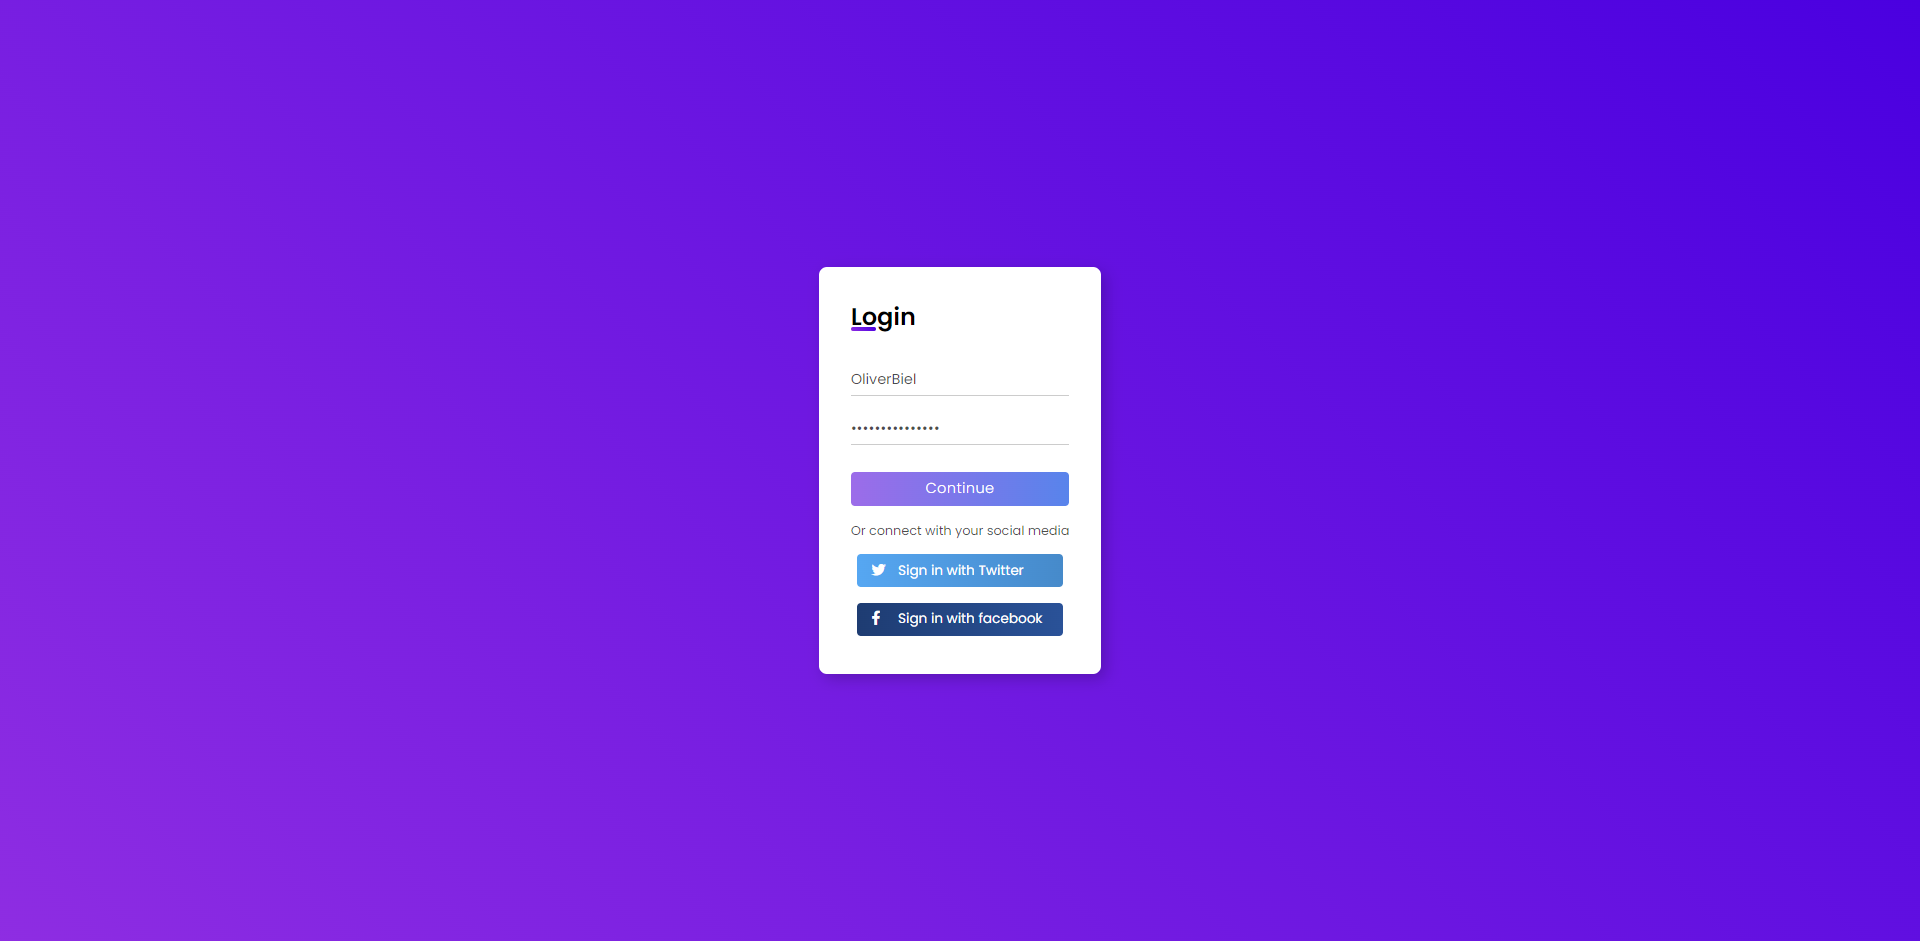 Login
OliverBiel
•••••••••••••••
Continue
Or connect with your social media
Sign in with Twitter
Sign in with facebook